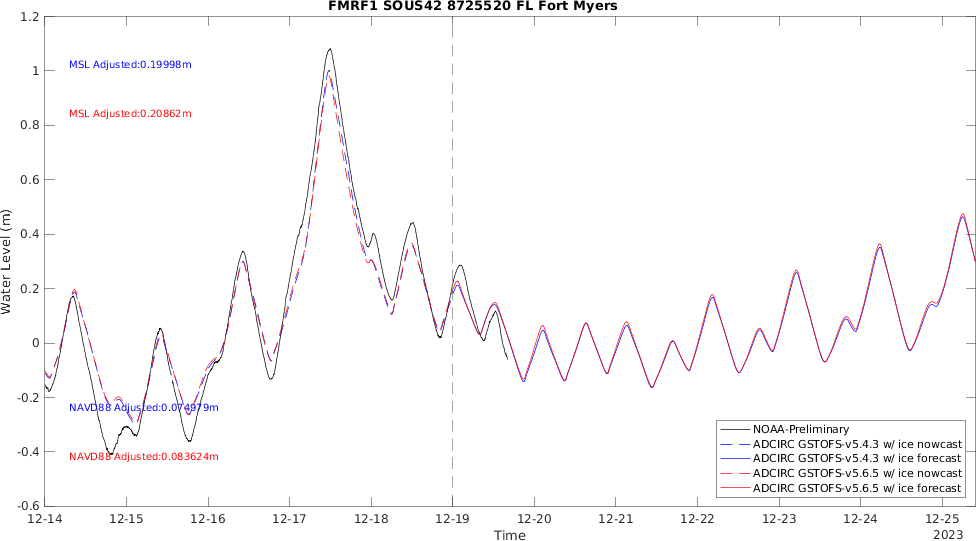 FMRF1 SOUS42 8725520 FL Fort Myers
1.2
1
0.8
0.6
0.4
0.2
0
-0.2
-0.4
-0.6
Water Level (m)
MSL Adjusted:0.19998m
MSL Adjusted:0.20862m
NAVD88 Adjusted:0.074979m
NAVD88 Adjusted:0.083624m
NOAA-Preliminary
ADCIRC GSTOFS-v5.4.3 w/ ice nowcast
ADCIRC GSTOFS-v5.4.3 w/ ice forecast
ADCIRC GSTOFS-v5.6.5 w/ ice nowcast
ADCIRC GSTOFS-v5.6.5 w/ ice forecast
12-14 12-15 12-16 12-17 12-18 12-19 12-20 12-21 12-22 12-23 12-24 12-25
Time
2023